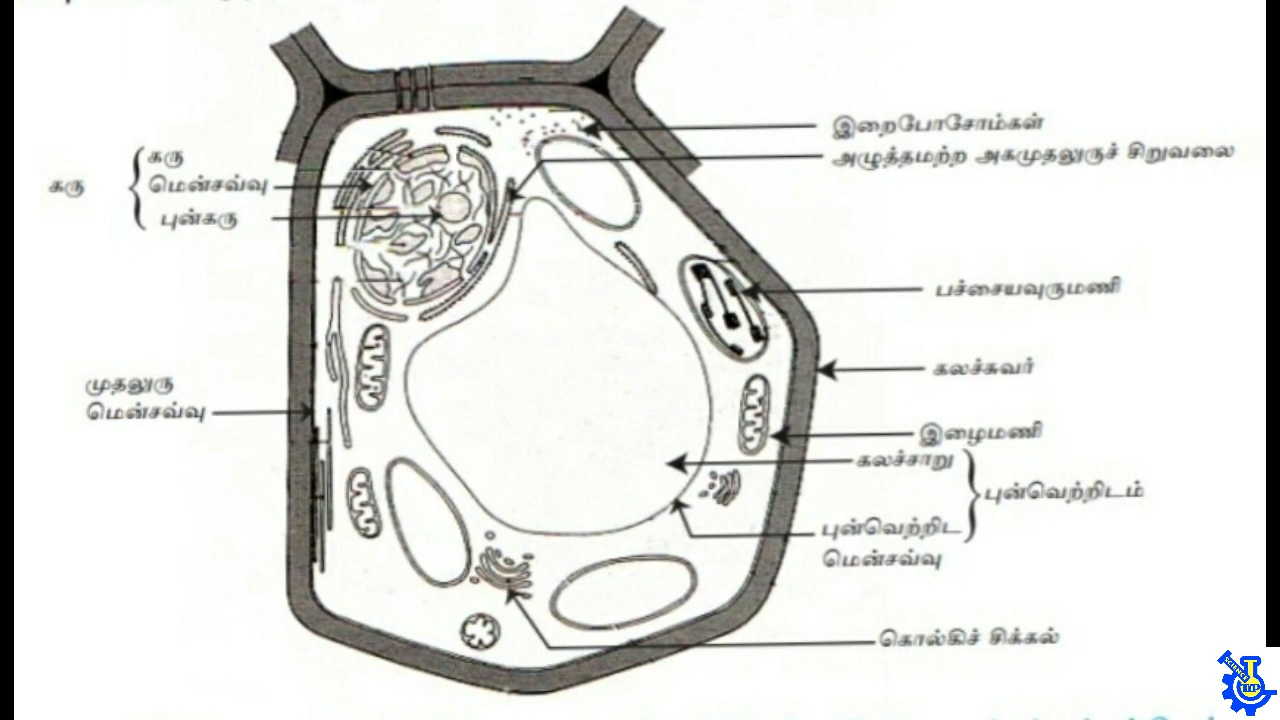 இறைபோசோம்கள்
அழுத்தமற்ற அகமுதலுருச் சிறுவலை
கரு
கரு
மென்சவ்வு
புன்கரு
பச்சையவுருமணி
கலச்சுவர்
முதலுரு
மென்சவ்வு
இழைமணி
கலச்சாறு
புன்வெற்றிடம்
புன்வெற்றிட
மென்சவ்வு
கொல்கிச் சிக்கல்